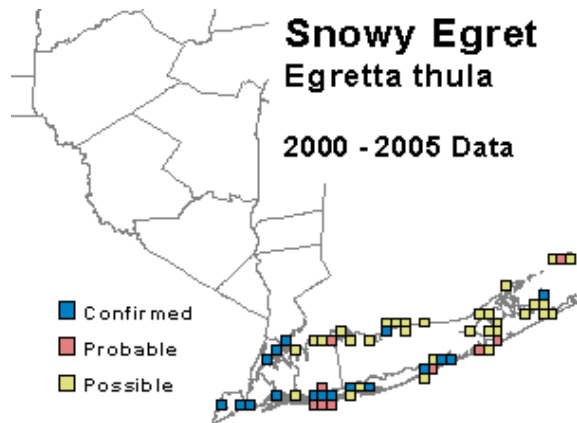 Snowy Egret
Egretta thula
2000 - 2005 Data
Confirmed
Probable
Possible